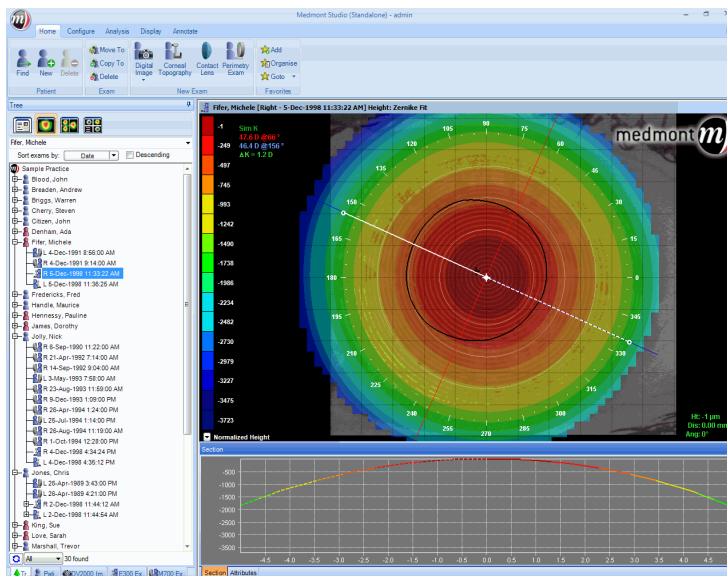 Medmont Studio (Standalone) - admin
Home Configure Analysis Display Annotate
Find New Delete
Move To
Copy To
Delete
Digital Image Corneal Topography Contact Lens Perimetry Exam
Add
Organise
Goto
Patient Exam New Exam Favorites
Tree
Fifer, Michele
Sort exams by: Date Descending
Sample Practice
Blood, John
Breaden, Andrew
Briggs, Warren
Cherry, Steven
Citizen, John
Denham, Ada
Fifer, Michele
L 4-Dec-1991 8:56:00 AM
R 4-Dec-1991 9:14:00 AM
R 5-Dec-1998 11:33:22 AM
L 5-Dec-1998 11:36:25 AM
Fredericks, Fred
Handle, Maurice
Hennessy, Pauline
James, Dorothy
Jolly, Nick
R 6-Sep-1990 11:22:00 AM
R 21-Apr-1992 7:14:00 AM
R 14-Sep-1992 9:04:00 AM
L 3-May-1993 7:58:00 AM
R 23-Aug-1993 11:59:00 AM
R 9-Dec-1993 1:09:00 PM
R 26-Apr-1994 1:24:00 PM
L 26-Jul-1994 1:14:00 PM
R 26-Aug-1994 11:19:00 AM
R 1-Oct-1994 12:28:00 PM
R 4-Dec-1998 4:34:24 PM
L 4-Dec-1998 4:36:12 PM
Jones, Chris
L 26-Apr-1989 3:43:00 PM
L 26-Apr-1989 4:21:00 PM
R 2-Dec-1998 11:44:12 AM
L 2-Dec-1998 11:44:54 AM
King, Sue
Love, Sarah
Marshall, Trevor
All 30 found
Fifer, Michele [Right - 5-Dec-1998 11:33:22 AM] Height: Zernike Fit
-1
-249
-497
-745
-993
-1242
-1490
-1738
-1986
-2234
-2482
-2730
-2979
-3227
-3475
-3723
Sim K
47.6 D @66 °
46.4 D @156 °
ΔK = 1.2 D
medmont m
105 90 75
120 60
135 45
150 30
165 15
180 0
195 345
210 330
225 315
240 300
255 270 285
Ht: -1 µm
Dis: 0.00 mm
Ang: 0°
Normalized Height
Section
-500
-1000
-1500
-2000
-2500
-3000
-3500
-4.5 -4.0 -3.5 -3.0 -2.5 -2.0 -1.5 -1.0 -0.5 0.0 0.5 1.0 1.5 2.0 2.5 3.0 3.5 4.0 4.5
Section Attributes